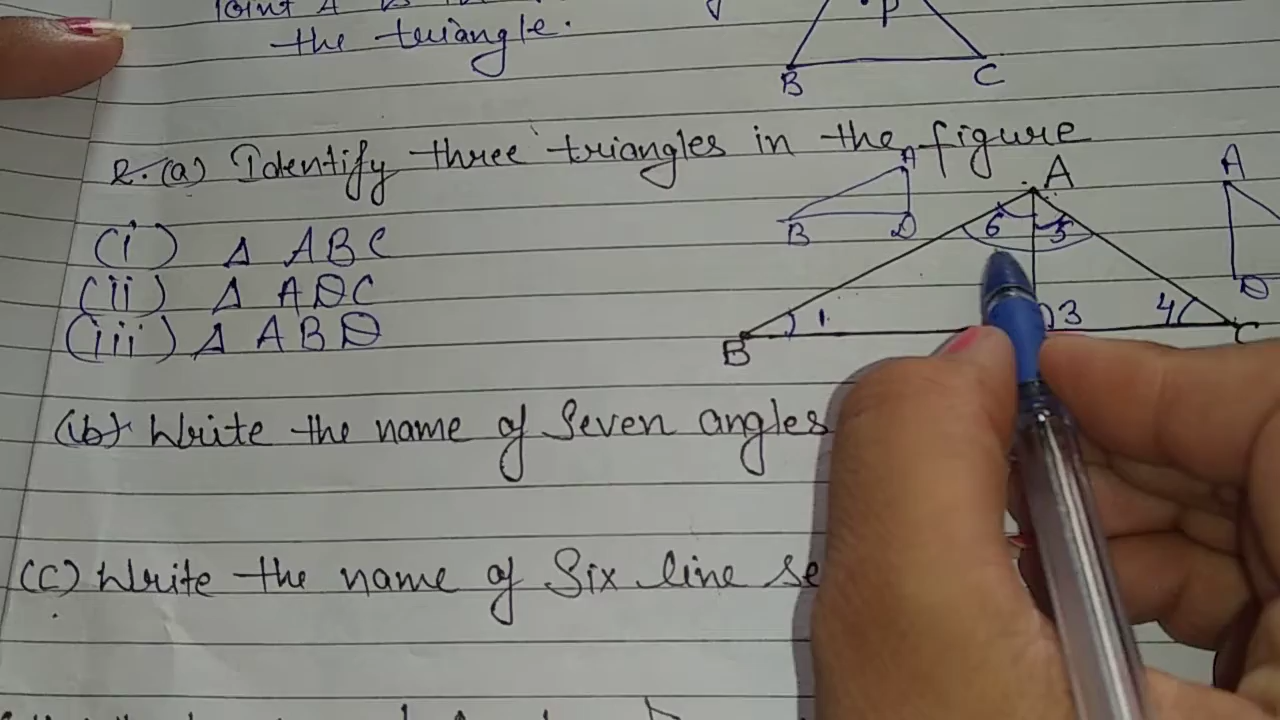 the triangle.
P
B C
2. (a) Identify three triangles in the figure
(i) Δ ABC
(ii) Δ ADC
(iii) Δ ABD
A
B D
A
6 5
1 3 4
B C
A
D
(b) Write the name of Seven angles
(c) Write the name of Six line se